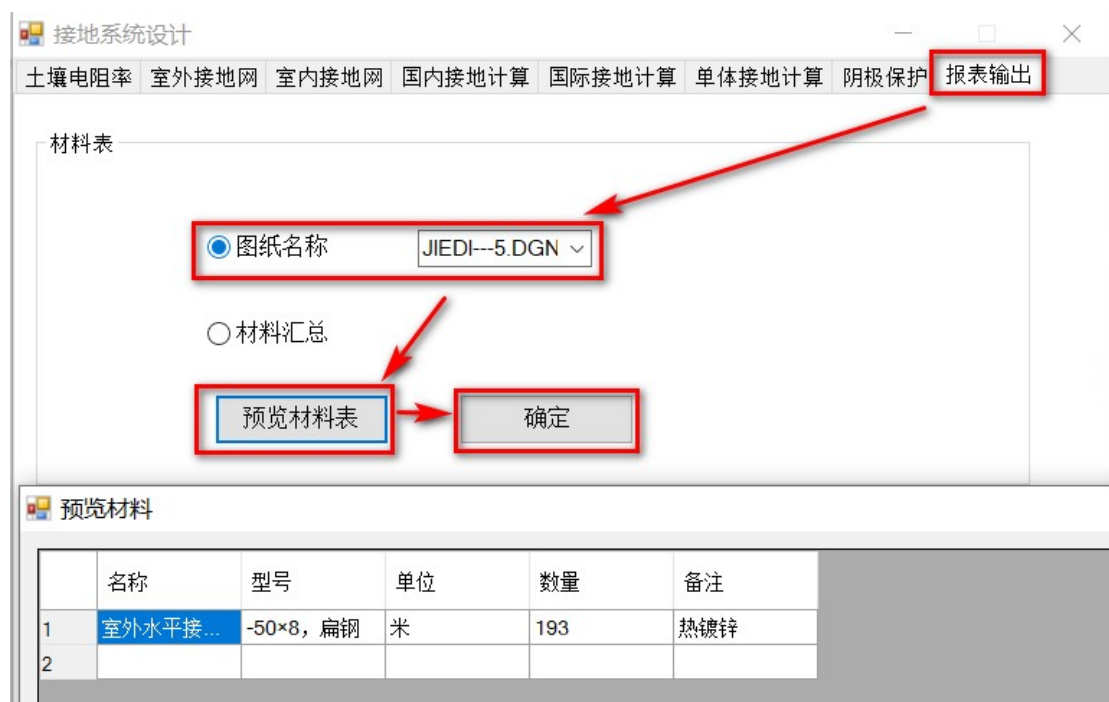 接地系统设计
土壤电阻率 室外接地网 室内接地网 国内接地计算 国际接地计算 单体接地计算 阴极保护 报表输出
材料表
图纸名称 JIEDI---5.DGN
材料汇总
预览材料表 确定
预览材料
名称 型号 单位 数量 备注
1 室外水平接... -50×8，扁钢 米 193 热镀锌
2